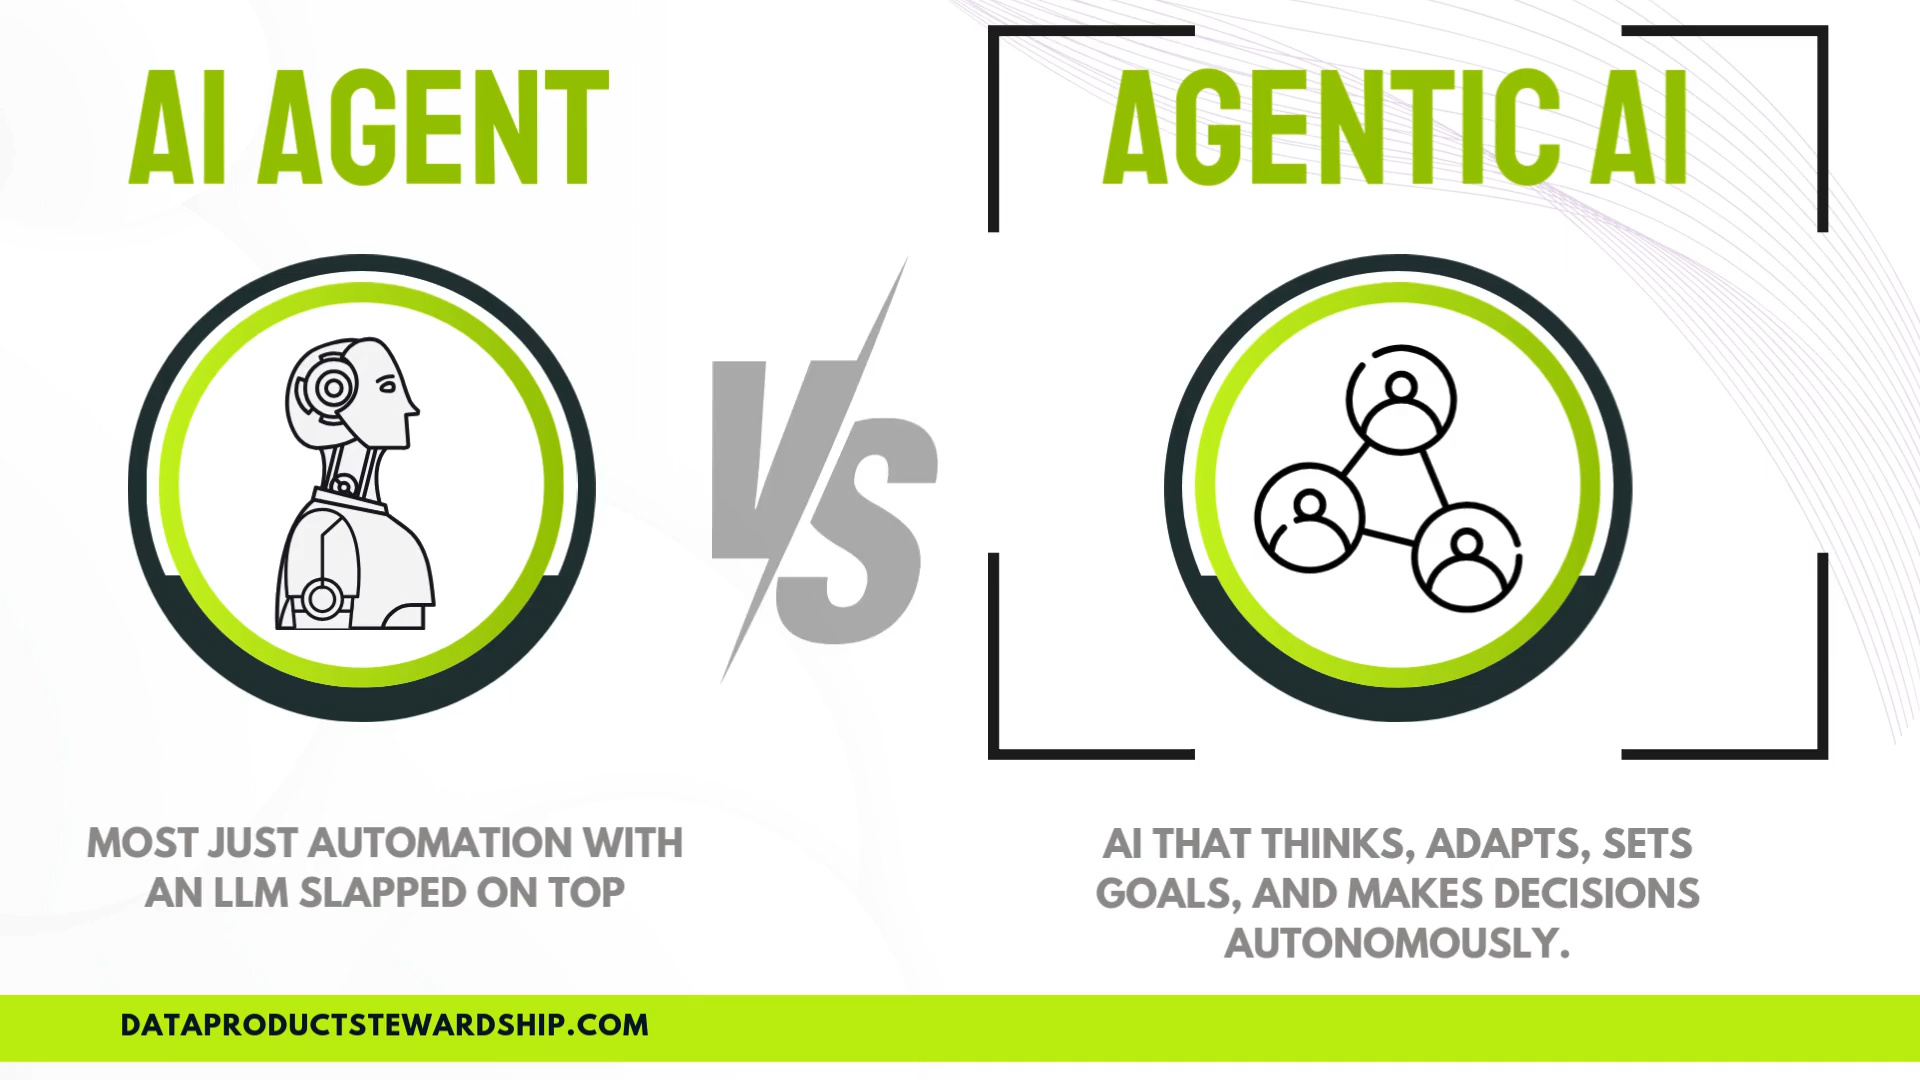 AI AGENT
VS
AGENTIC AI
MOST JUST AUTOMATION WITH
AN LLM SLAPPED ON TOP
AI THAT THINKS, ADAPTS, SETS
GOALS, AND MAKES DECISIONS
AUTONOMOUSLY.
DATAPRODUCTSTEWARDSHIP.COM